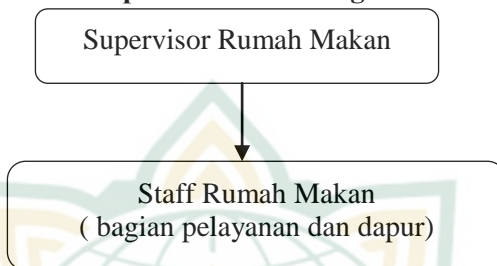 Supervisor Rumah Makan
Staff Rumah Makan
( bagian pelayanan dan dapur)